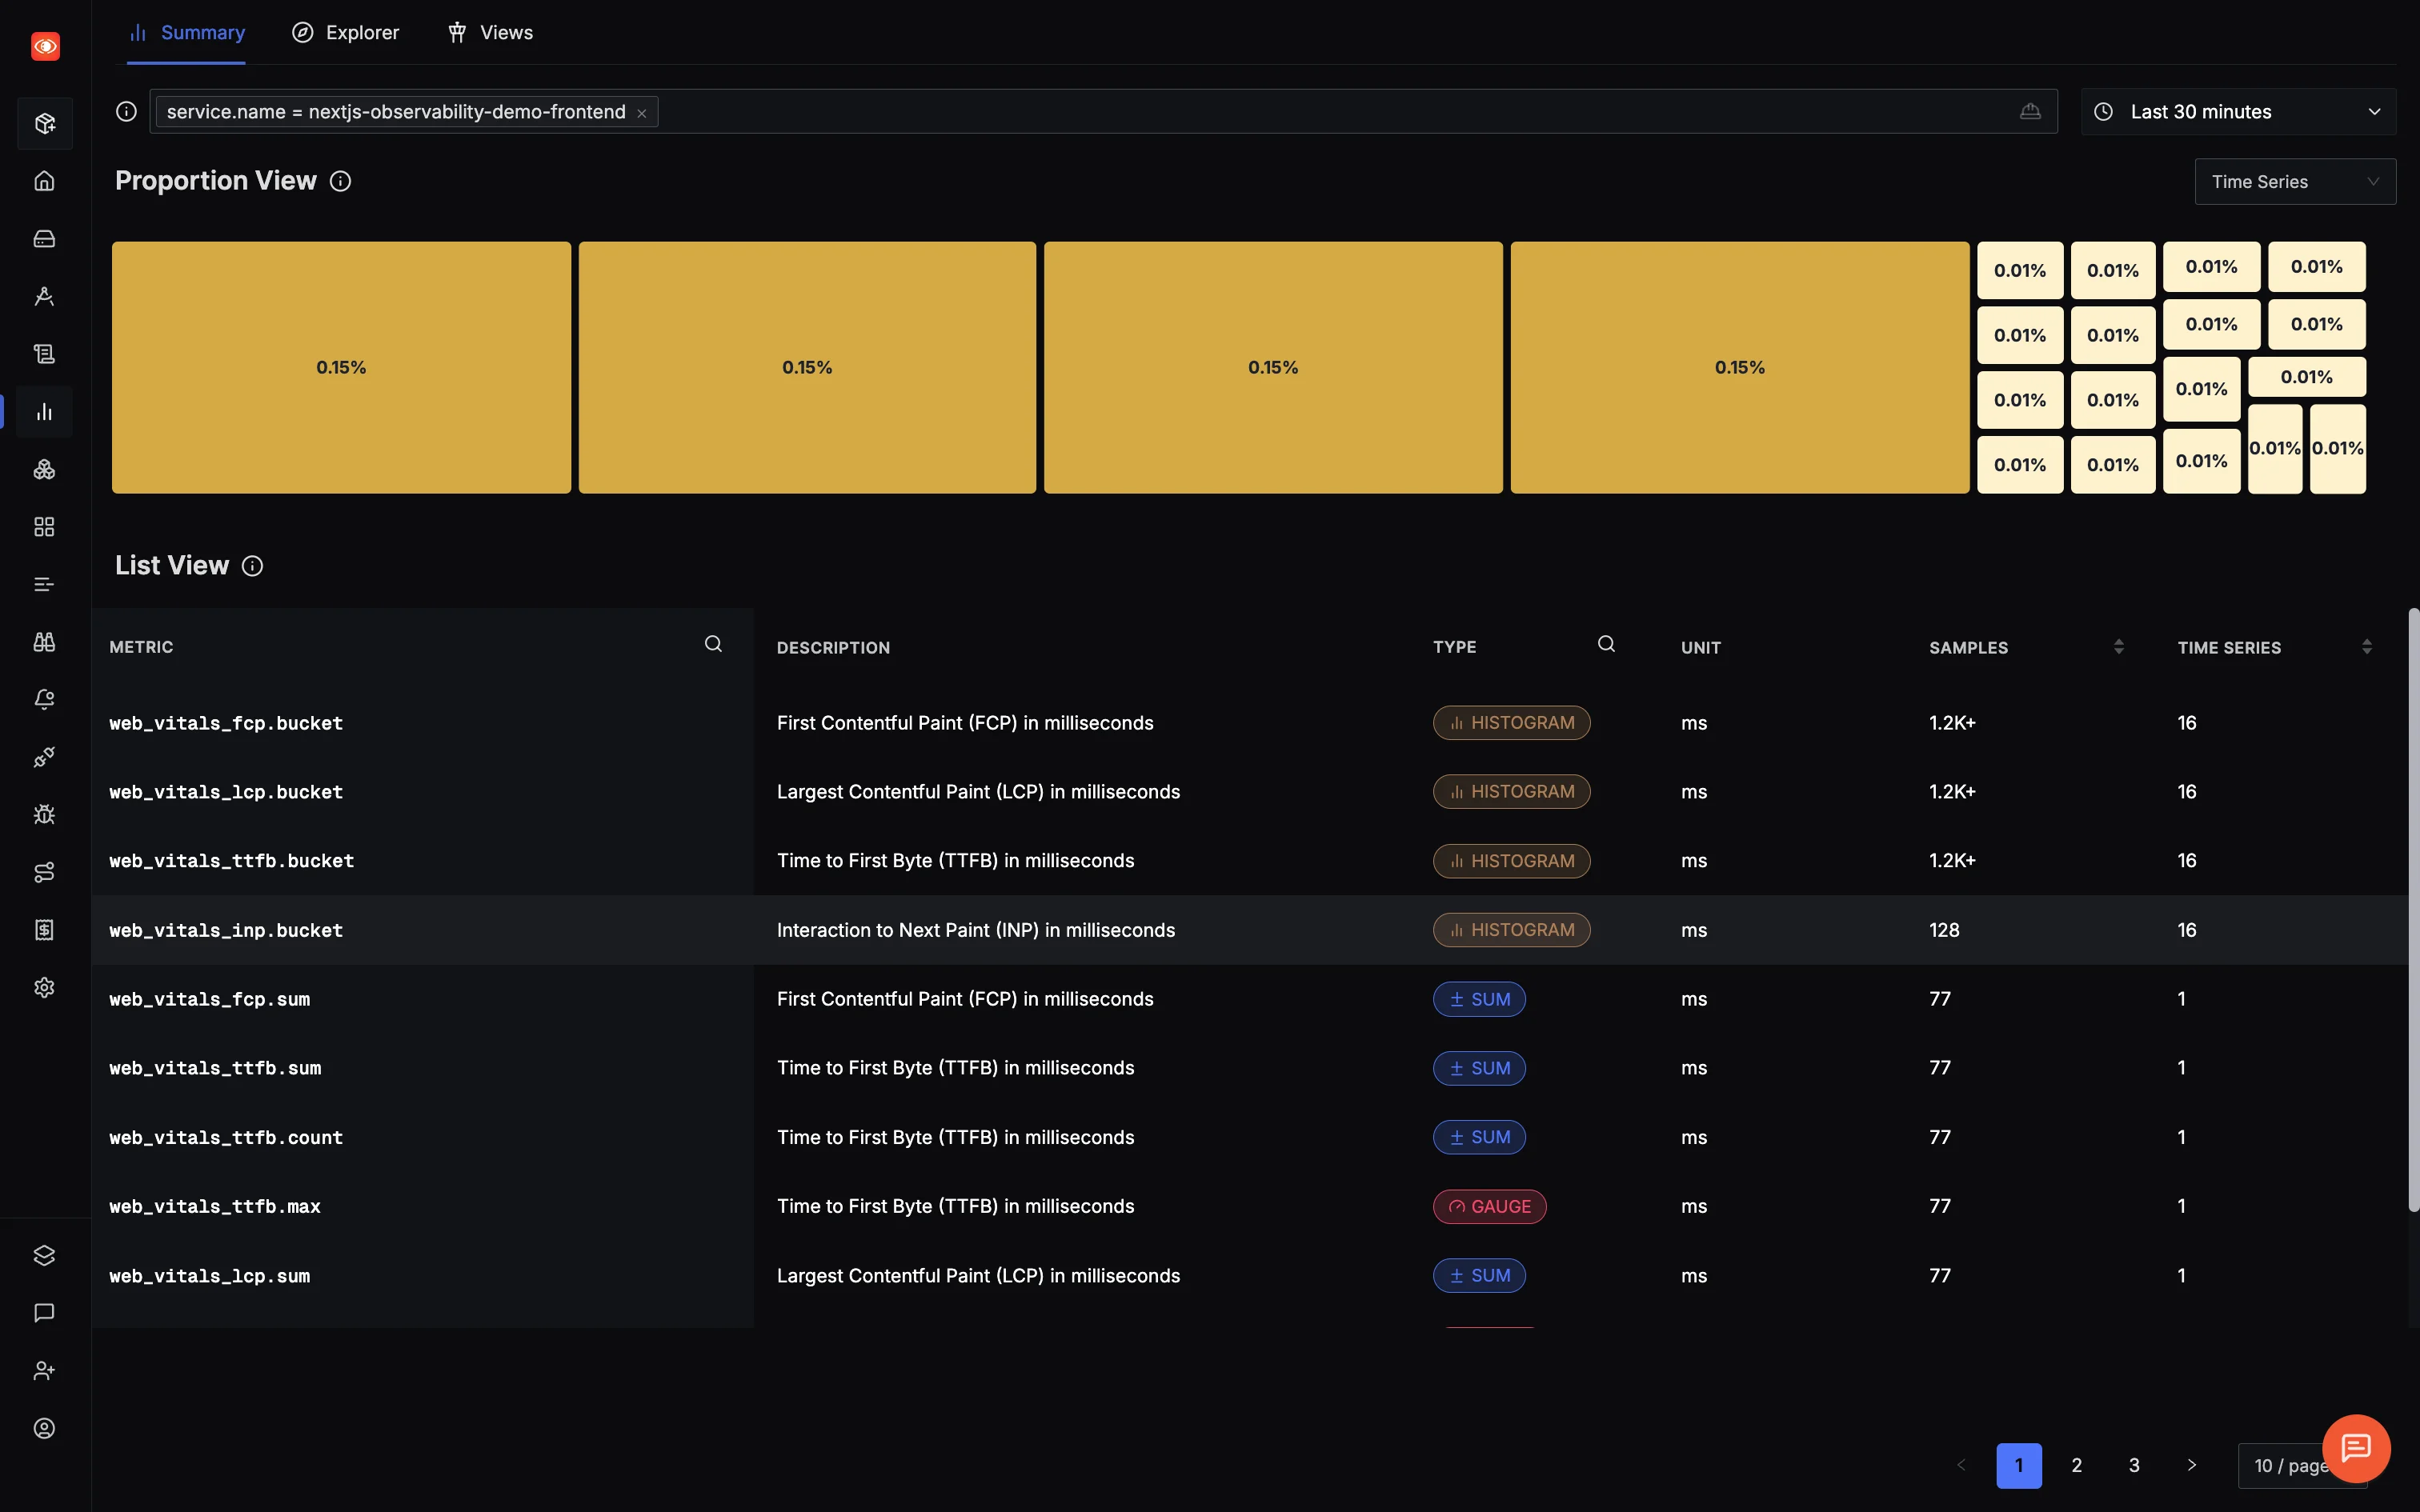 Summary Explorer Views
service.name = nextjs-observability-demo-frontend ×
Last 30 minutes
Proportion View
Time Series
0.15% 0.15% 0.15% 0.15%
0.01% 0.01% 0.01% 0.01%
0.01% 0.01% 0.01% 0.01%
0.01% 0.01% 0.01% 0.01%
0.01% 0.01% 0.01% 0.01% 0.01%
List View
METRIC DESCRIPTION TYPE UNIT SAMPLES TIME SERIES
web_vitals_fcp.bucket First Contentful Paint (FCP) in milliseconds HISTOGRAM ms 1.2K+ 16
web_vitals_lcp.bucket Largest Contentful Paint (LCP) in milliseconds HISTOGRAM ms 1.2K+ 16
web_vitals_ttfb.bucket Time to First Byte (TTFB) in milliseconds HISTOGRAM ms 1.2K+ 16
web_vitals_inp.bucket Interaction to Next Paint (INP) in milliseconds HISTOGRAM ms 128 16
web_vitals_fcp.sum First Contentful Paint (FCP) in milliseconds ± SUM ms 77 1
web_vitals_ttfb.sum Time to First Byte (TTFB) in milliseconds ± SUM ms 77 1
web_vitals_ttfb.count Time to First Byte (TTFB) in milliseconds ± SUM ms 77 1
web_vitals_ttfb.max Time to First Byte (TTFB) in milliseconds GAUGE ms 77 1
web_vitals_lcp.sum Largest Contentful Paint (LCP) in milliseconds ± SUM ms 77 1
< 1 2 3 > 10 / page